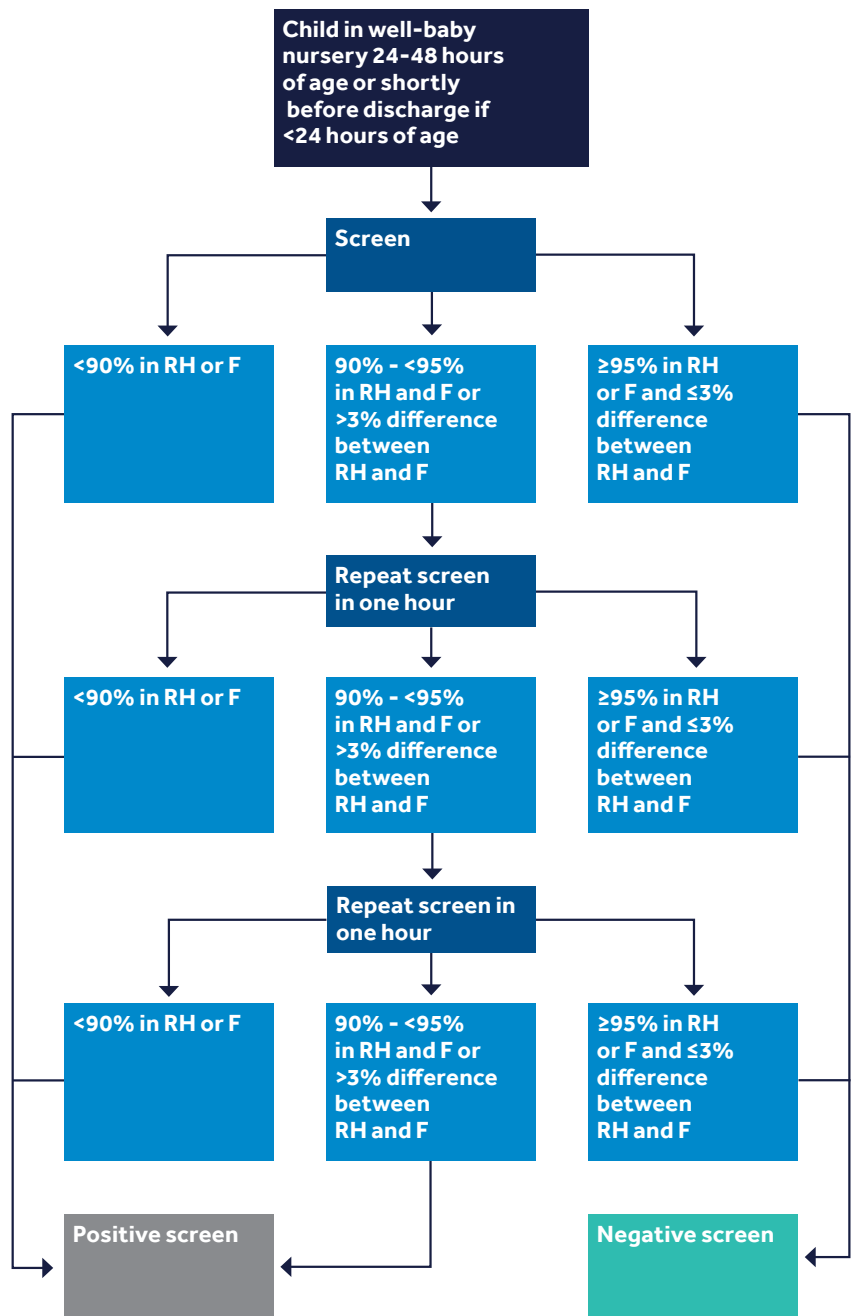 Child in well-baby
nursery 24-48 hours
of age or shortly
before discharge if
<24 hours of age
Screen
<90% in RH or F
90% - <95%
in RH and F or
>3% difference
between
RH and F
≥95% in RH
or F and ≤3%
difference
between
RH and F
Repeat screen
in one hour
<90% in RH or F
90% - <95%
in RH and F or
>3% difference
between
RH and F
≥95% in RH
or F and ≤3%
difference
between
RH and F
Repeat screen in
one hour
<90% in RH or F
90% - <95%
in RH and F or
>3% difference
between
RH and F
≥95% in RH
or F and ≤3%
difference
between
RH and F
Positive screen
Negative screen